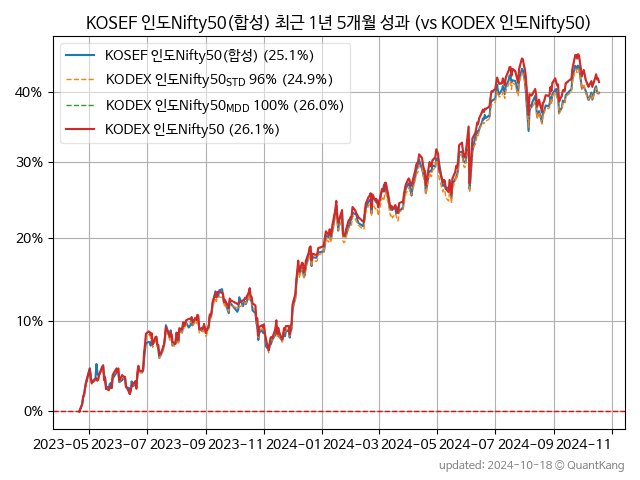 KOSEF 인도Nifty50(합성) 최근 1년 5개월 성과 (vs KODEX 인도Nifty50)
KOSEF 인도Nifty50(합성) (25.1%)
KODEX 인도Nifty50STD 96% (24.9%)
KODEX 인도Nifty50MDD 100% (26.0%)
KODEX 인도Nifty50 (26.1%)
40%
30%
20%
10%
0%
2023-05 2023-07 2023-09 2023-11 2024-01 2024-03 2024-05 2024-07 2024-09 2024-11
updated: 2024-10-18 © QuantKang